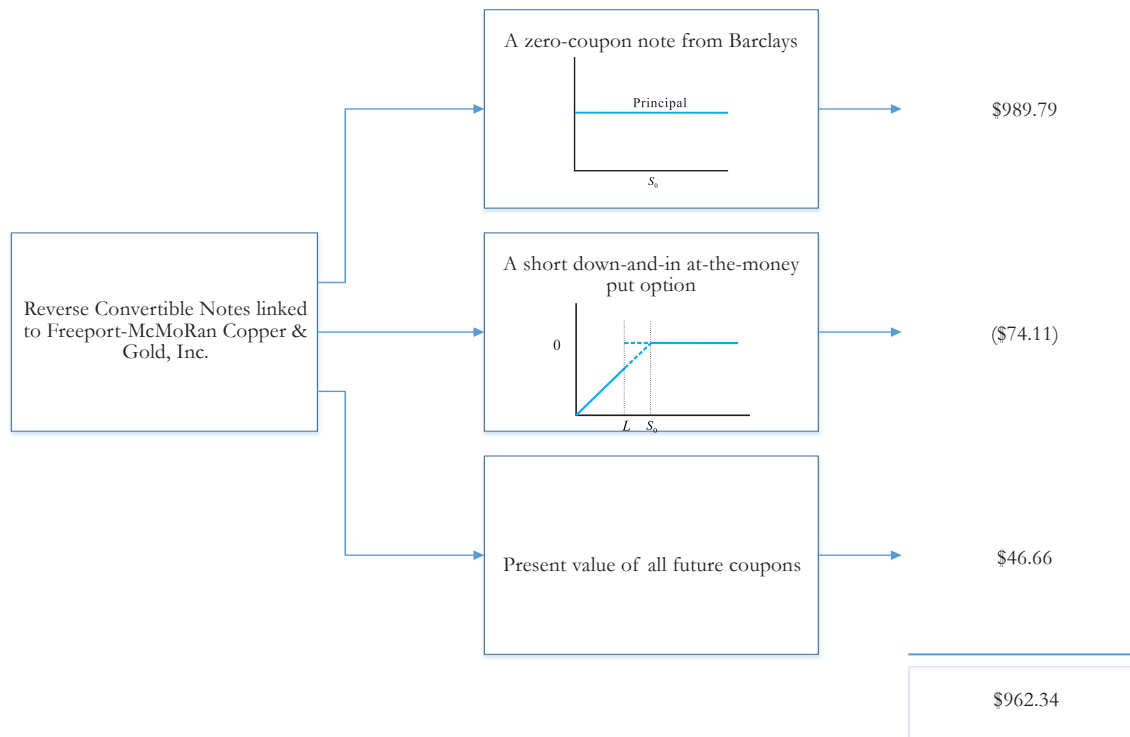 A zero-coupon note from Barclays
Principal
S₀
$989.79
Reverse Convertible Notes linked
to Freeport-McMoRan Copper &
Gold, Inc.
A short down-and-in at-the-money
put option
0
L S₀
($74.11)
Present value of all future coupons
$46.66
$962.34